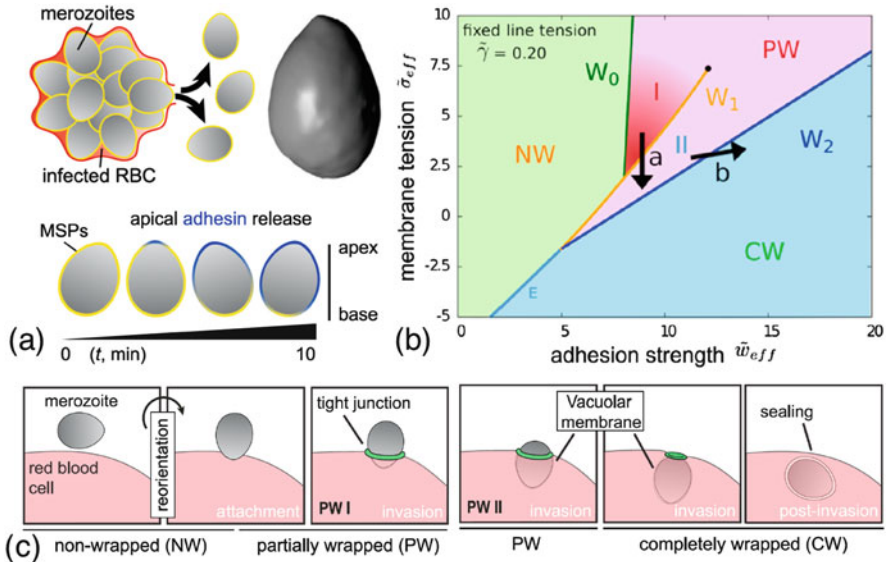 merozoites
infected RBC
apical adhesin release
MSPs
apex
base
(a)
0 (t, min) 10
10
7.5
5
2.5
0
-2.5
-5
membrane tension σ̃eff
fixed line tension
γ̃ = 0.20
W0
PW
I
W1
NW
II
W2
a
b
CW
E
0 5 10 15 20
(b)
adhesion strength w̃eff
merozoite
red blood
cell
reorientation
attachment
tight junction
PW I
invasion
Vacuolar
membrane
PW II
invasion
invasion
sealing
post-invasion
(c)
non-wrapped (NW)
partially wrapped (PW)
PW
completely wrapped (CW)